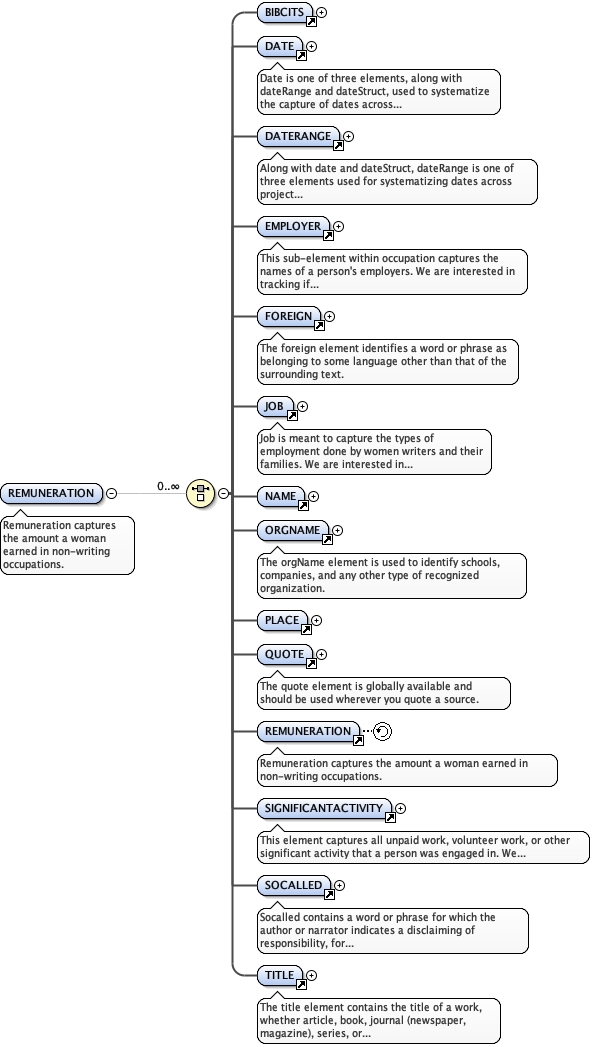 BIBCITS
DATE
Date is one of three elements, along with
dateRange and dateStruct, used to systematize
the capture of dates across...
DATERANGE
Along with date and dateStruct, dateRange is one of
three elements used for systematizing dates across
project...
EMPLOYER
This sub-element within occupation captures the
names of a person's employers. We are interested in
tracking if...
FOREIGN
The foreign element identifies a word or phrase as
belonging to some language other than that of the
surrounding text.
JOB
Job is meant to capture the types of
employment done by women writers and their
families. We are interested in...
REMUNERATION
0..∞
Remuneration captures
the amount a woman
earned in non-writing
occupations.
NAME
ORGNAME
The orgName element is used to identify schools,
companies, and any other type of recognized
organization.
PLACE
QUOTE
The quote element is globally available and
should be used wherever you quote a source.
REMUNERATION
Remuneration captures the amount a woman earned in
non-writing occupations.
SIGNIFICANTACTIVITY
This element captures all unpaid work, volunteer work, or other
significant activity that a person was engaged in. We...
SOCALLED
Socalled contains a word or phrase for which the
author or narrator indicates a disclaiming of
responsibility, for...
TITLE
The title element contains the title of a work,
whether article, book, journal (newspaper,
magazine), series, or...